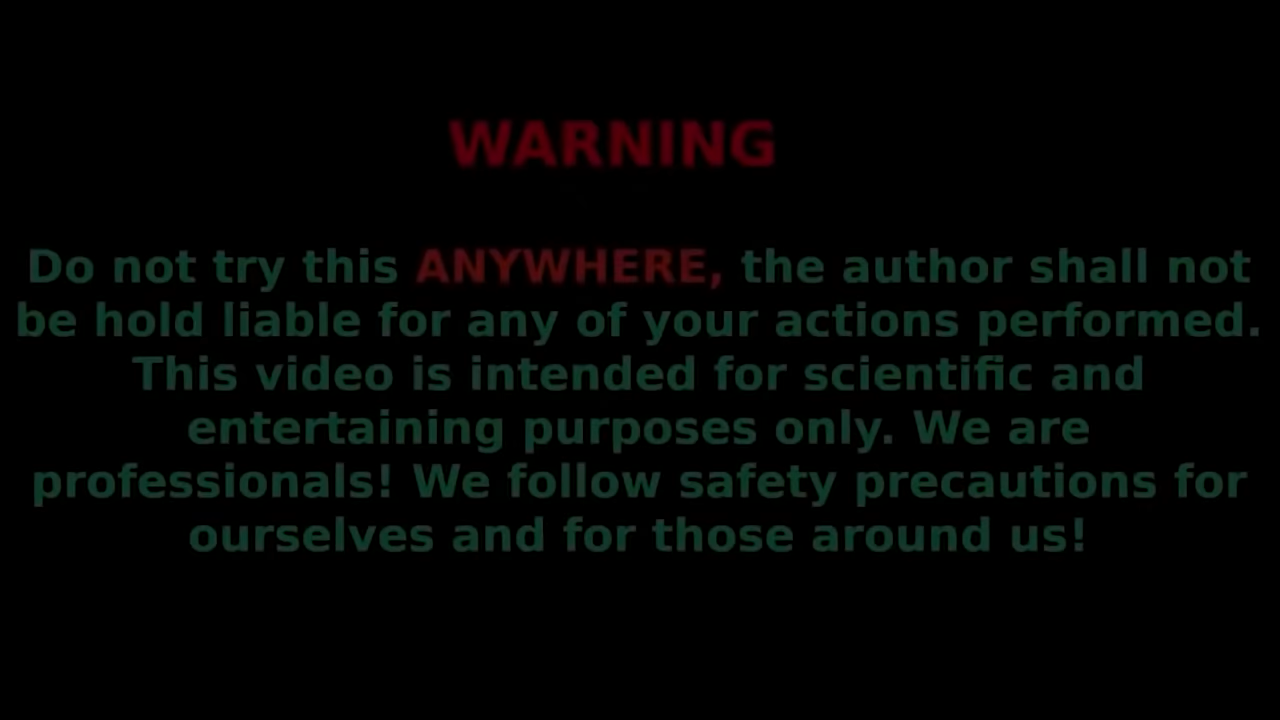 WARNING
Do not try this ANYWHERE, the author shall not
be hold liable for any of your actions performed.
This video is intended for scientific and
entertaining purposes only. We are
professionals! We follow safety precautions for
ourselves and for those around us!